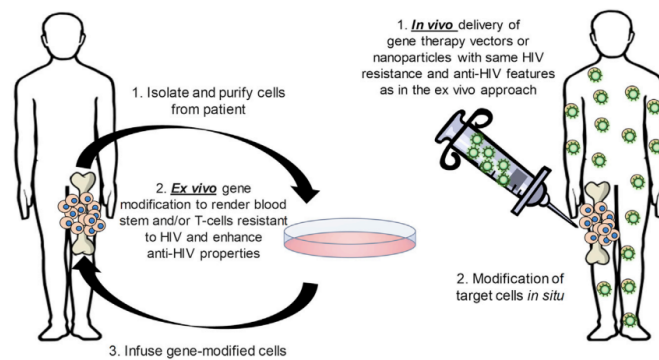 1. Isolate and purify cells
from patient
2. Ex vivo gene
modification to render blood
stem and/or T-cells resistant
to HIV and enhance
anti-HIV properties
3. Infuse gene-modified cells
1. In vivo delivery of
gene therapy vectors or
nanoparticles with same HIV
resistance and anti-HIV features
as in the ex vivo approach
2. Modification of
target cells in situ